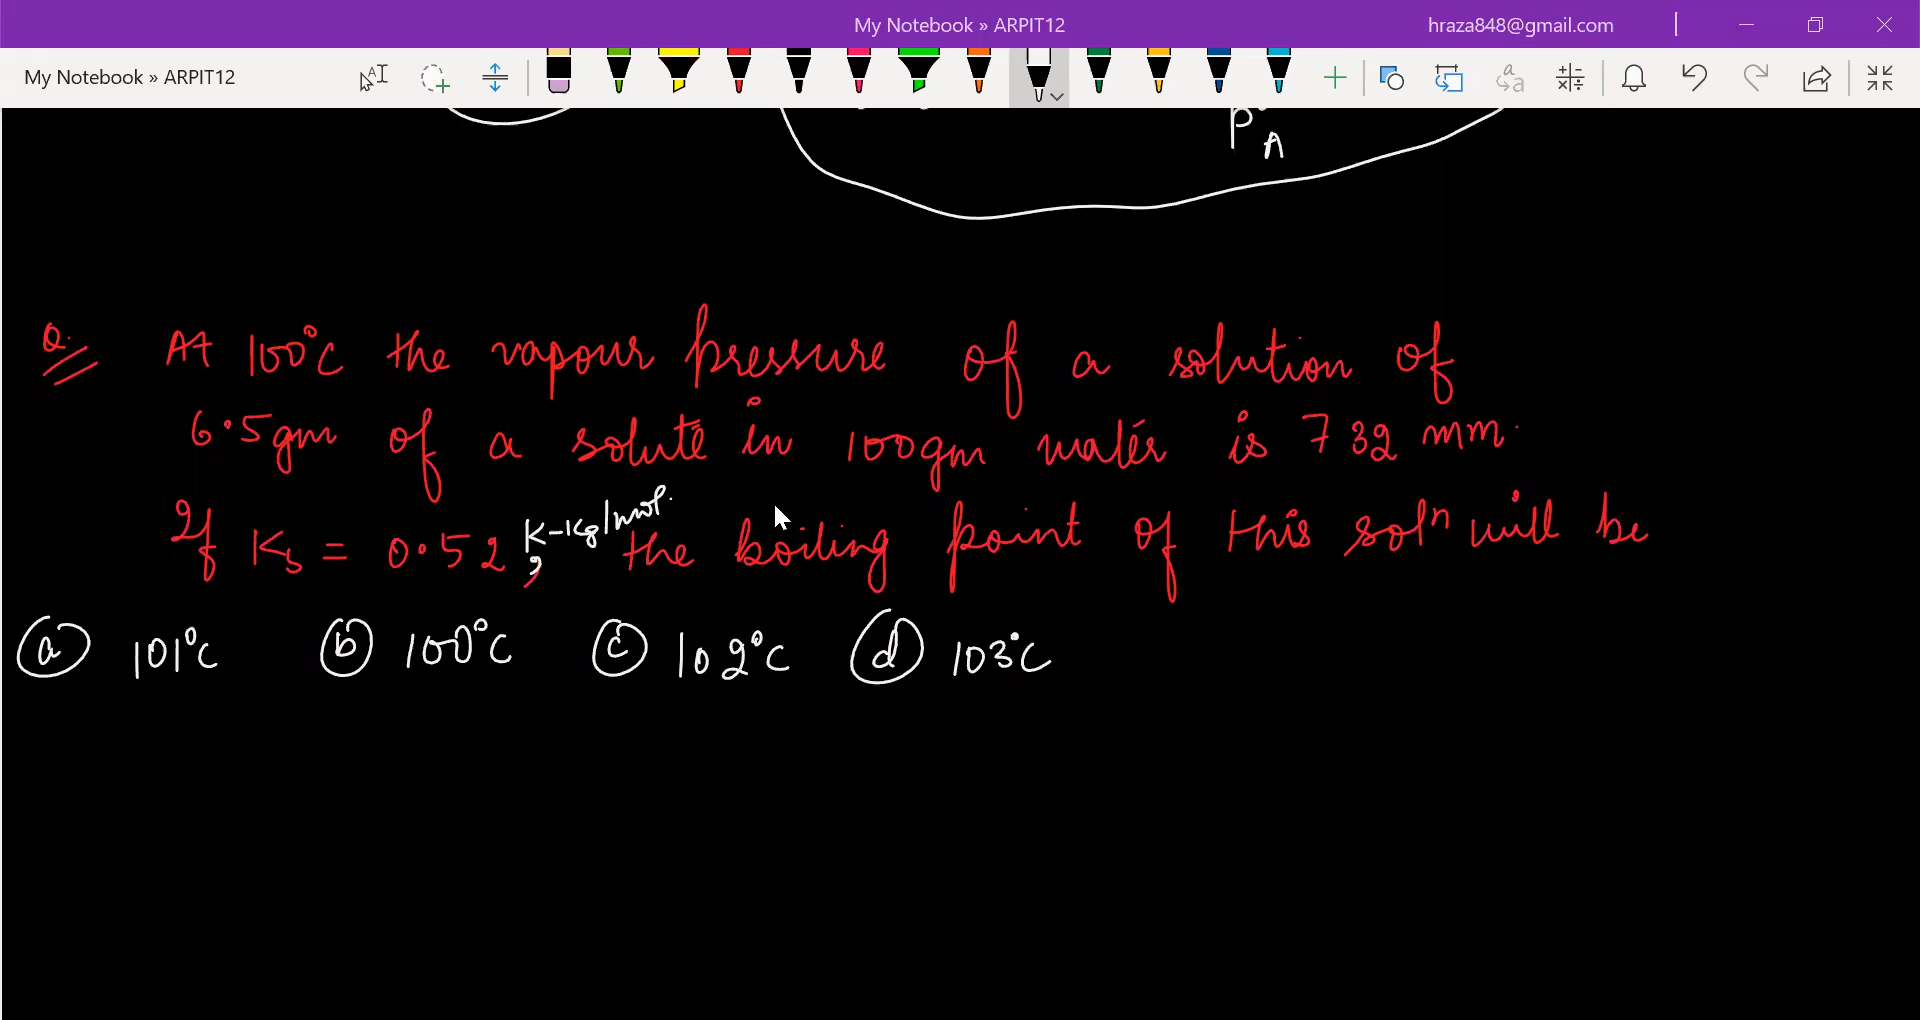 My Notebook » ARPIT12
hraza848@gmail.com
My Notebook » ARPIT12
P°A
Q. At 100°C the vapour pressure of a solution of
6.5gm of a solute in 100gm water is 732 mm.
If Kb = 0.52 K-Kg/mol, the boiling point of this solⁿ will be
(a) 101°C (b) 100°C (c) 102°C (d) 103°C